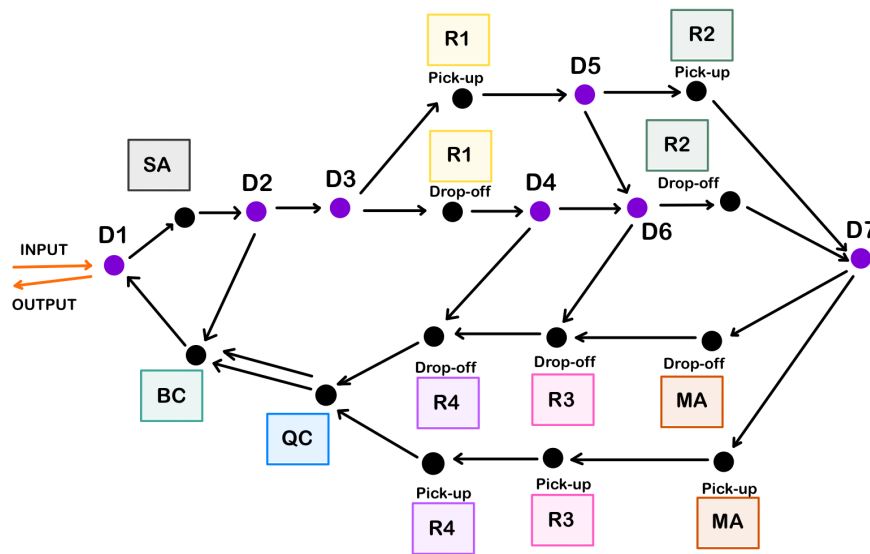 R1
Pick-up
D5
R2
Pick-up
SA
D2
D3
R1
Drop-off
D4
R2
Drop-off
D6
D7
D1
INPUT
OUTPUT
BC
QC
Drop-off
R4
Drop-off
R3
Drop-off
MA
Pick-up
R4
Pick-up
R3
Pick-up
MA